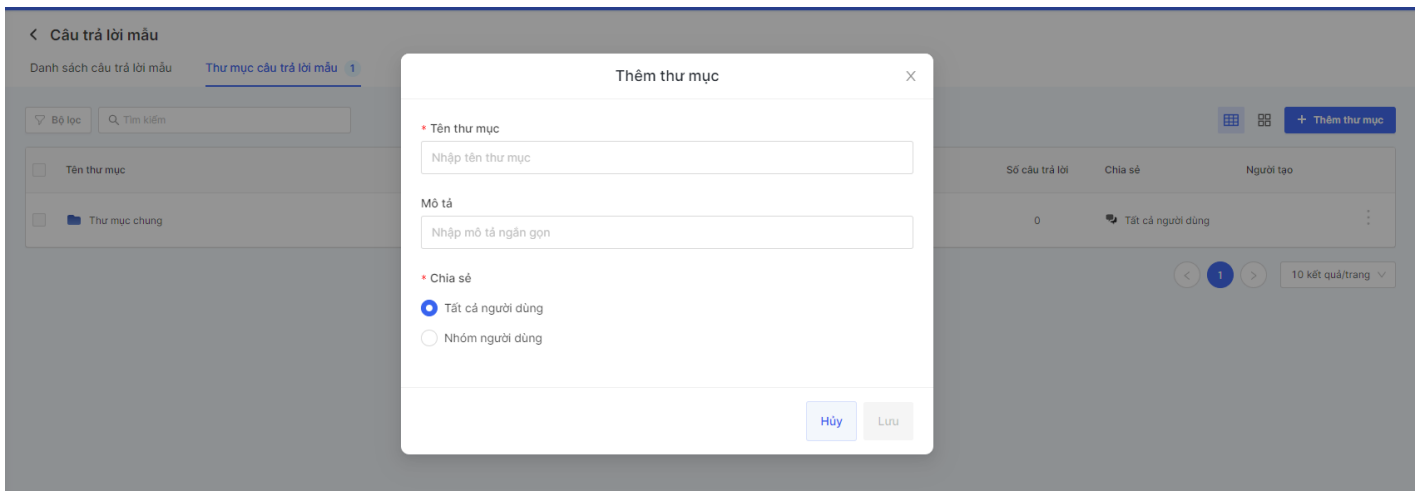 Câu trả lời mẫu
Danh sách câu trả lời mẫu Thư mục câu trả lời mẫu 1
Thêm thư mục
Bộ lọc Tìm kiếm + Thêm thư mục
* Tên thư mục
Nhập tên thư mục
Tên thư mục Số câu trả lời Chia sẻ Người tạo
Mô tả
Thư mục chung 0 Tất cả người dùng
Nhập mô tả ngắn gọn
* Chia sẻ
1 10 kết quả/trang
Tất cả người dùng
Nhóm người dùng
Hủy Lưu